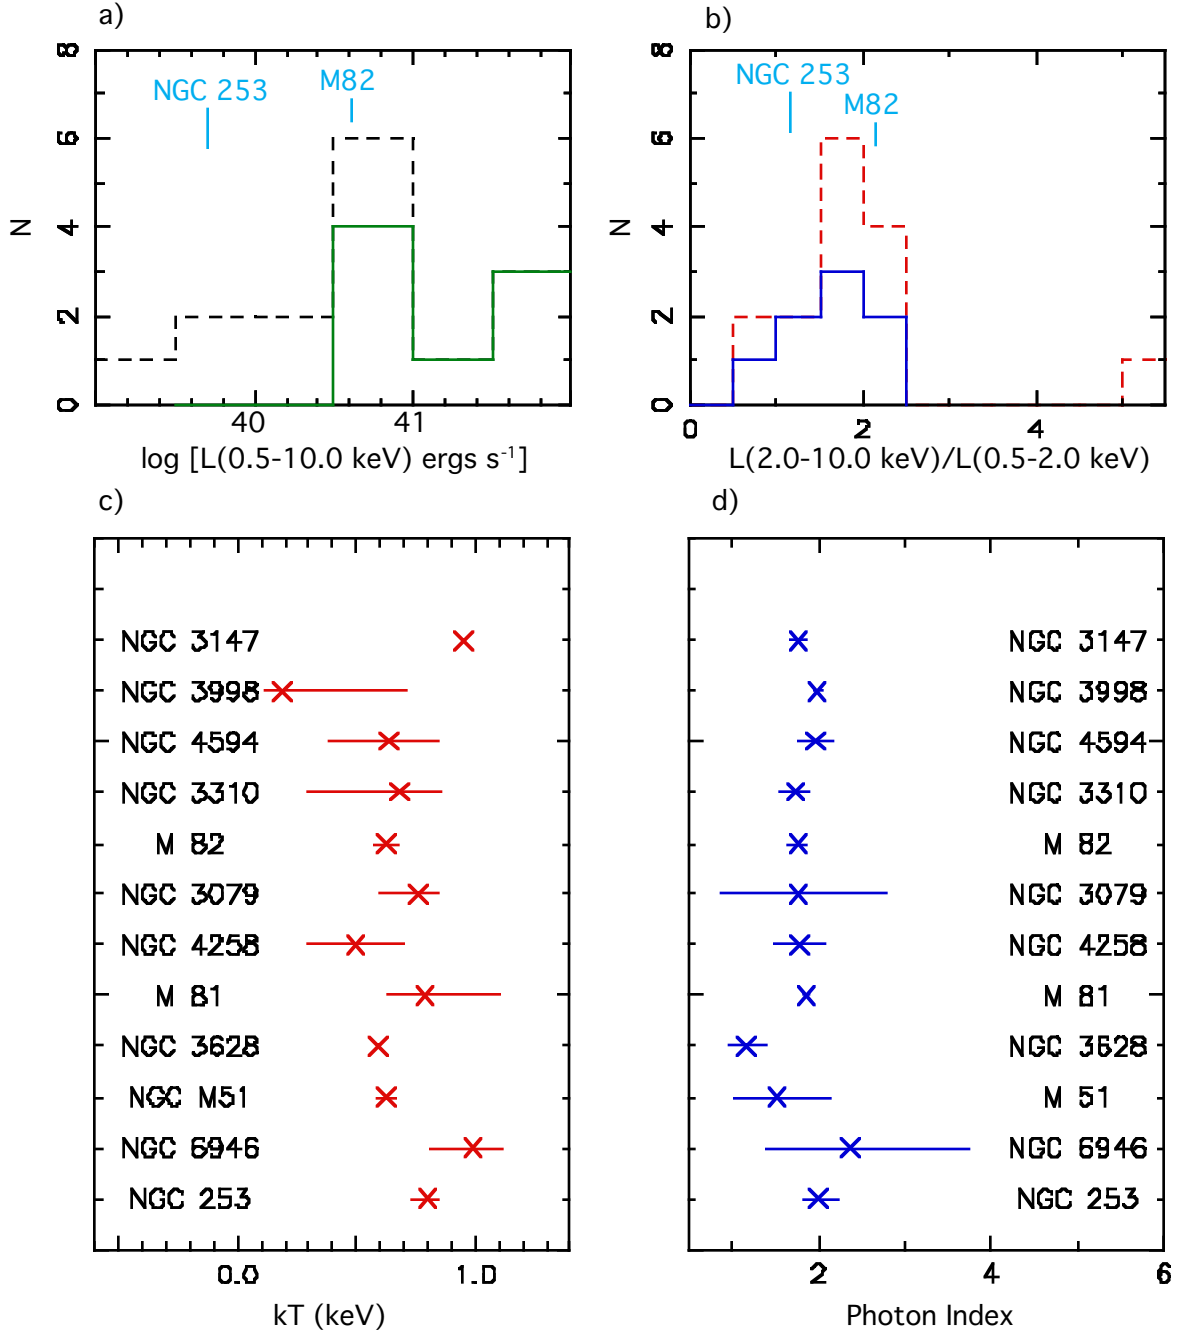 a)
8
6
4
2
0
N
NGC 253
M82
40
41
log [L(0.5-10.0 keV) ergs s⁻¹]
b)
8
6
4
2
0
N
NGC 253
M82
0
2
4
L(2.0-10.0 keV)/L(0.5-2.0 keV)
c)
NGC 3147
NGC 3998
NGC 4594
NGC 3310
M 82
NGC 3079
NGC 4258
M 81
NGC 3628
NGC M51
NGC 6946
NGC 253
0.0
1.0
kT (keV)
d)
NGC 3147
NGC 3998
NGC 4594
NGC 3310
M 82
NGC 3079
NGC 4258
M 81
NGC 3628
M 51
NGC 6946
NGC 253
2
4
6
Photon Index